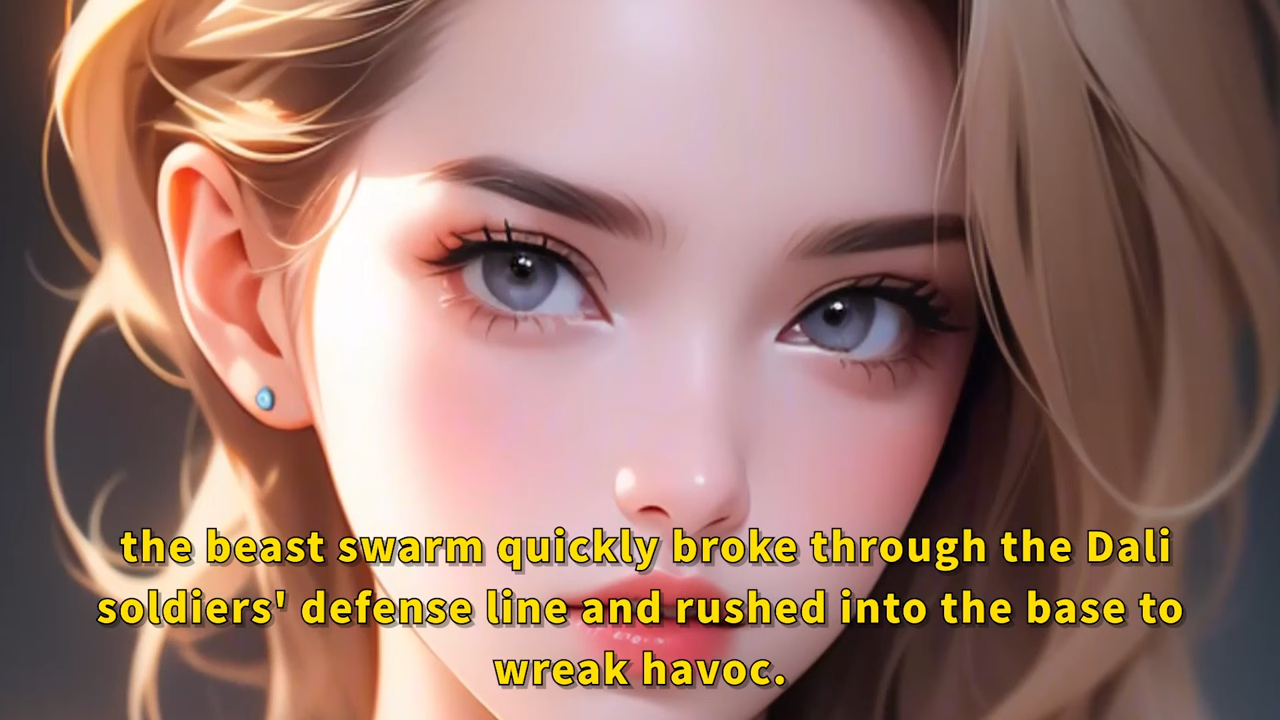 the beast swarm quickly broke through the Dali
soldiers' defense line and rushed into the base to
wreak havoc.